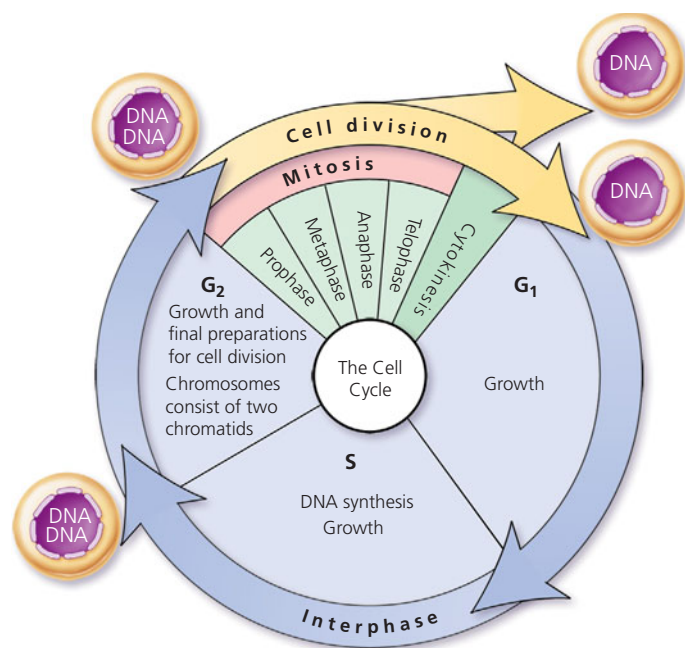 DNA
DNA
DNA
DNA
Cell division
Mitosis
Prophase
Metaphase
Anaphase
Telophase
Cytokinesis
G2
Growth and
final preparations
for cell division
Chromosomes
consist of two
chromatids
G1
Growth
The Cell
Cycle
S
DNA synthesis
Growth
DNA
DNA
Interphase